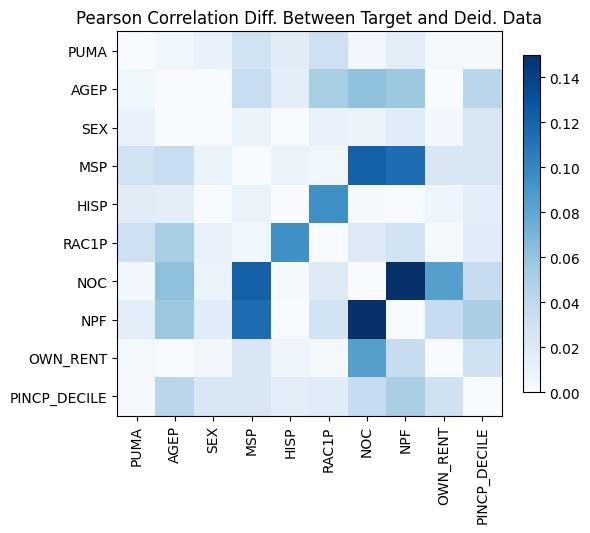 Pearson Correlation Diff. Between Target and Deid. Data
PUMA
AGEP
SEX
MSP
HISP
RAC1P
NOC
NPF
OWN_RENT
PINCP_DECILE
PUMA
AGEP
SEX
MSP
HISP
RAC1P
NOC
NPF
OWN_RENT
PINCP_DECILE
0.14
0.12
0.10
0.08
0.06
0.04
0.02
0.00